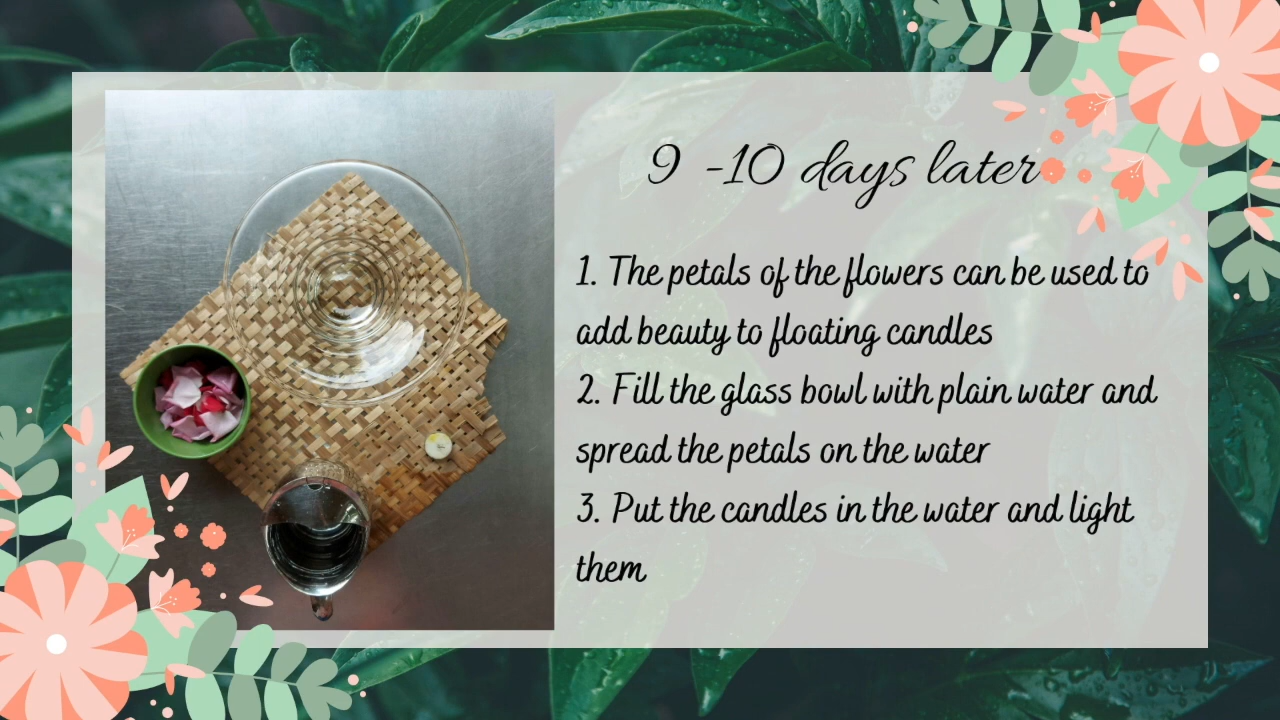 9 -10 days later
1. The petals of the flowers can be used to
add beauty to floating candles
2. Fill the glass bowl with plain water and
spread the petals on the water
3. Put the candles in the water and light
them